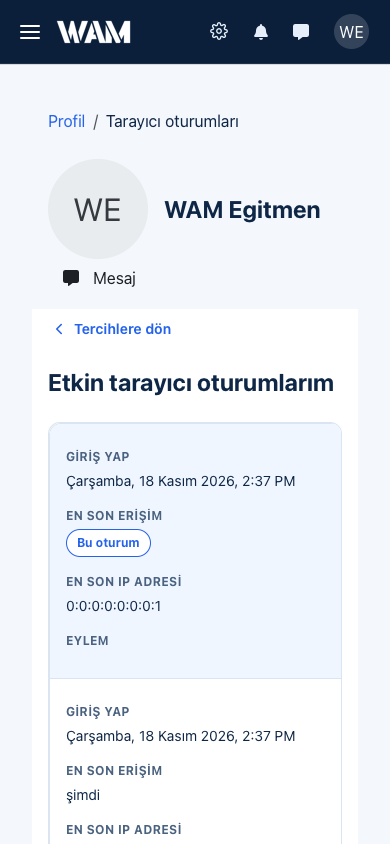 WAM
WE
Profil / Tarayıcı oturumları
WE
WAM Egitmen
Mesaj
Tercihlere dön
Etkin tarayıcı oturumlarım
GİRİŞ YAP
Çarşamba, 18 Kasım 2026, 2:37 PM
EN SON ERİŞİM
Bu oturum
EN SON IP ADRESİ
0:0:0:0:0:0:0:1
EYLEM
GİRİŞ YAP
Çarşamba, 18 Kasım 2026, 2:37 PM
EN SON ERİŞİM
şimdi
EN SON IP ADRESİ